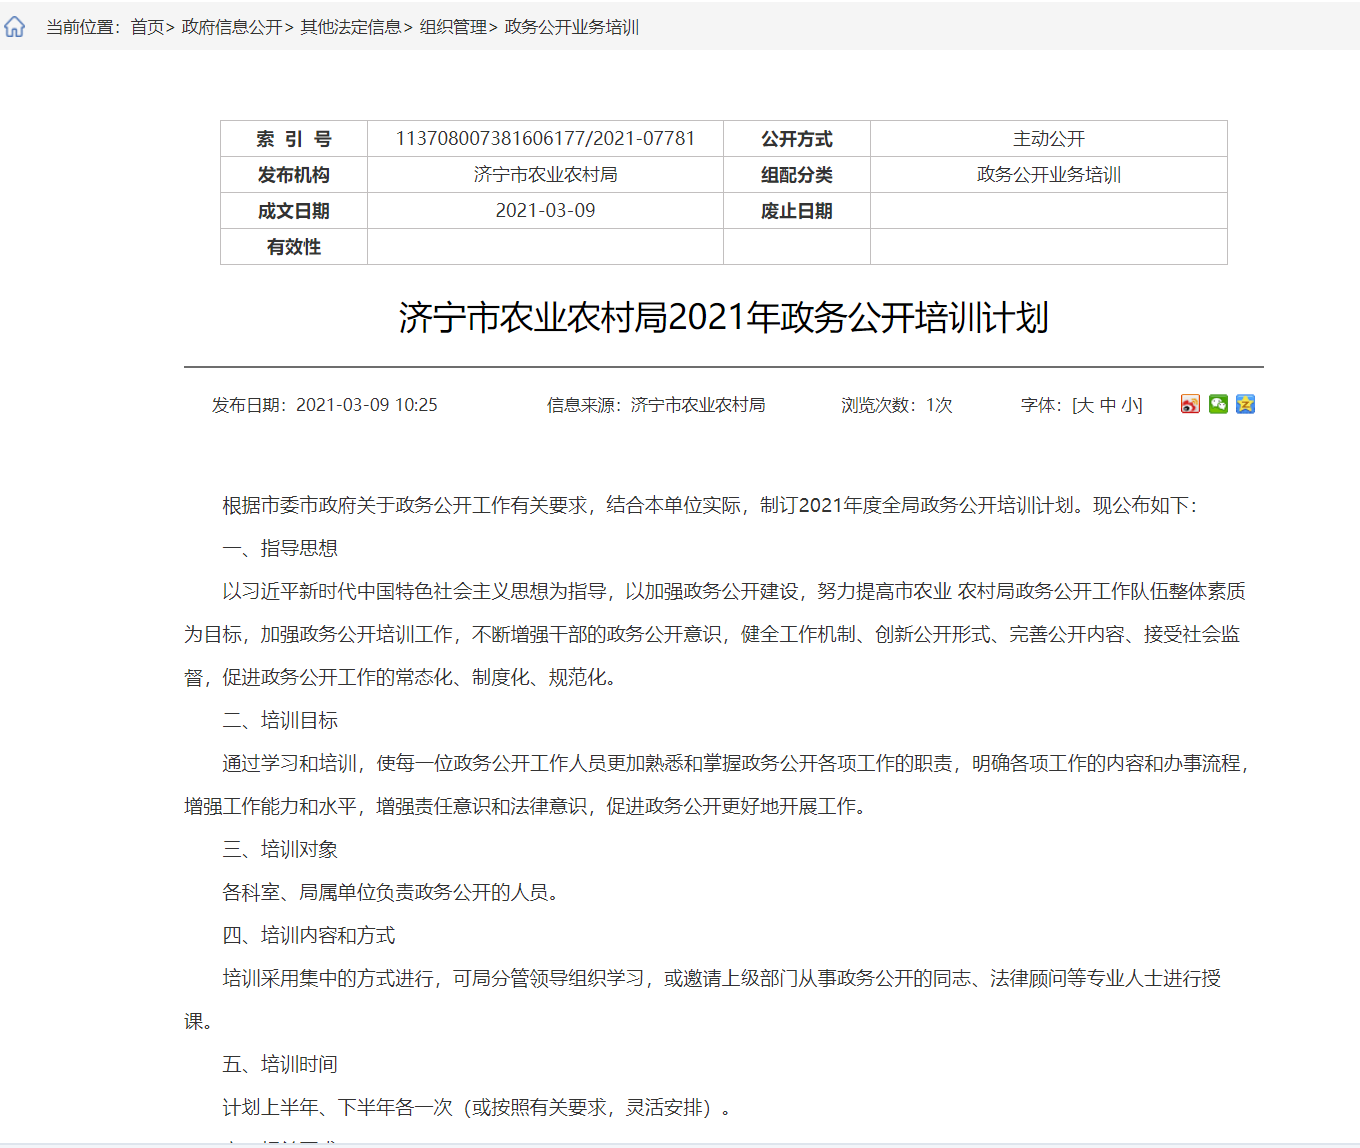 当前位置：首页> 政府信息公开> 其他法定信息> 组织管理> 政务公开业务培训
索 引 号 113708007381606177/2021-07781 公开方式 主动公开
发布机构 济宁市农业农村局 组配分类 政务公开业务培训
成文日期 2021-03-09 废止日期
有效性
济宁市农业农村局2021年政务公开培训计划
发布日期：2021-03-09 10:25 信息来源：济宁市农业农村局 浏览次数：1次 字体：[大 中 小]
根据市委市政府关于政务公开工作有关要求，结合本单位实际，制订2021年度全局政务公开培训计划。现公布如下：
一、指导思想
以习近平新时代中国特色社会主义思想为指导，以加强政务公开建设，努力提高市农业 农村局政务公开工作队伍整体素质
为目标，加强政务公开培训工作，不断增强干部的政务公开意识，健全工作机制、创新公开形式、完善公开内容、接受社会监
督，促进政务公开工作的常态化、制度化、规范化。
二、培训目标
通过学习和培训，使每一位政务公开工作人员更加熟悉和掌握政务公开各项工作的职责，明确各项工作的内容和办事流程，
增强工作能力和水平，增强责任意识和法律意识，促进政务公开更好地开展工作。
三、培训对象
各科室、局属单位负责政务公开的人员。
四、培训内容和方式
培训采用集中的方式进行，可局分管领导组织学习，或邀请上级部门从事政务公开的同志、法律顾问等专业人士进行授
课。
五、培训时间
计划上半年、下半年各一次（或按照有关要求，灵活安排）。